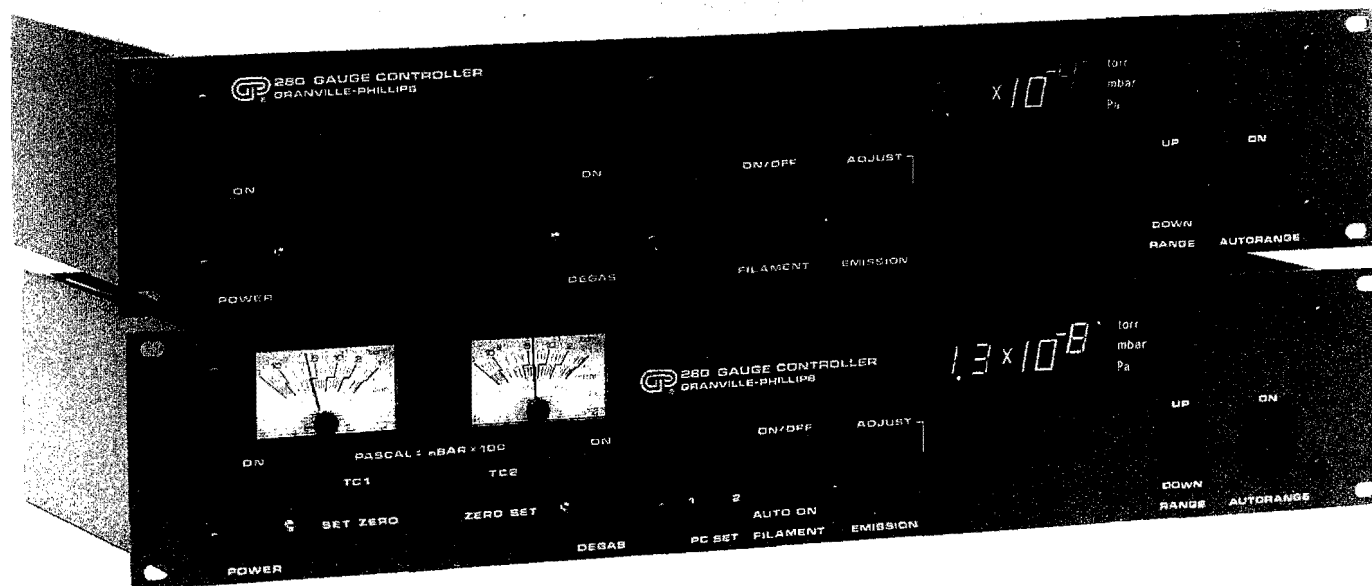 280 GAUGE CONTROLLER
GRANVILLE-PHILLIPS
x10
torr
mbar
Pa
ON
ON
ON/OFF
ADJUST
UP
ON
POWER
DEGAS
FILAMENT
EMISSION
DOWN
RANGE
AUTORANGE
280 GAUGE CONTROLLER
GRANVILLE-PHILLIPS
1.3 x10-8
torr
mbar
Pa
ON
PASCAL = mBAR x 100
ON
TC1
TC2
ON/OFF
ADJUST
UP
ON
SET ZERO
ZERO SET
1 2
AUTO ON
DOWN
POWER
DEGAS
PC SET
FILAMENT
EMISSION
RANGE
AUTORANGE